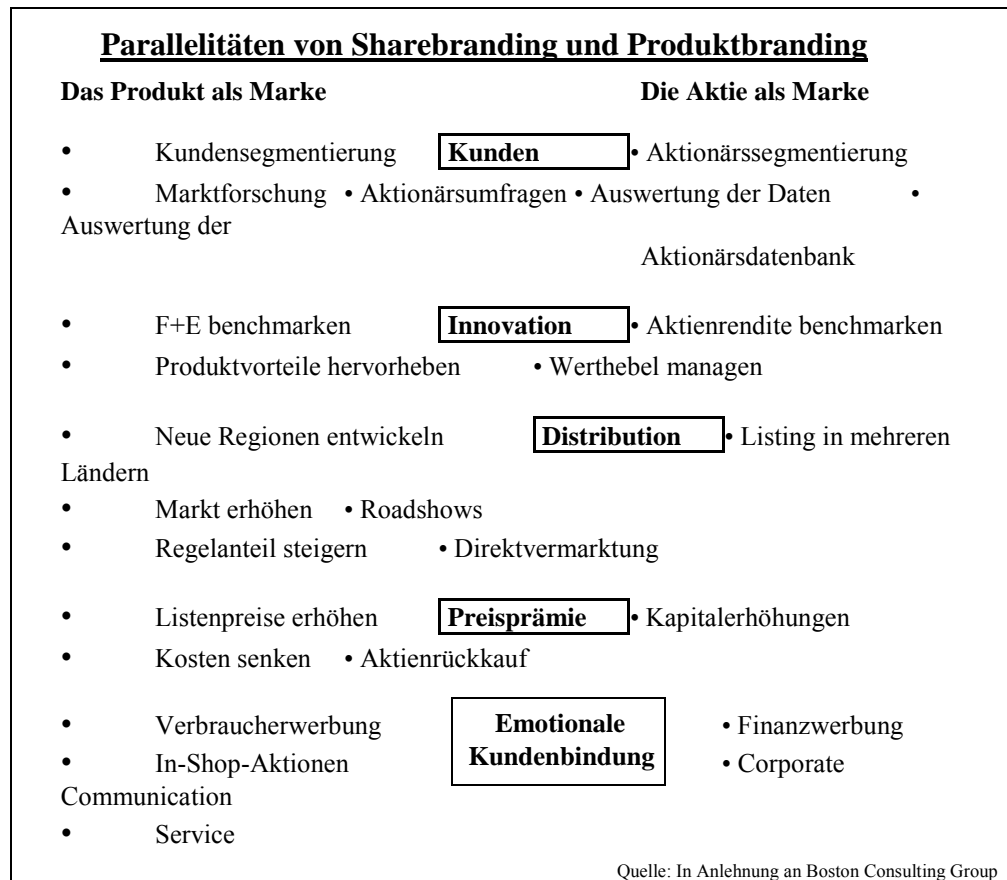 Parallelitäten von Sharebranding und Produktbranding
Das Produkt als Marke Die Aktie als Marke
• Kundensegmentierung Kunden • Aktionärssegmentierung
• Marktforschung • Aktionärsumfragen • Auswertung der Daten •
Auswertung der
Aktionärsdatenbank
• F+E benchmarken Innovation • Aktienrendite benchmarken
• Produktvorteile hervorheben • Werthebel managen
• Neue Regionen entwickeln Distribution • Listing in mehreren
Ländern
• Markt erhöhen • Roadshows
• Regelanteil steigern • Direktvermarktung
• Listenpreise erhöhen Preisprämie • Kapitalerhöhungen
• Kosten senken • Aktienrückkauf
• Verbraucherwerbung Emotionale • Finanzwerbung
• In-Shop-Aktionen Kundenbindung • Corporate
Communication
• Service
Quelle: In Anlehnung an Boston Consulting Group